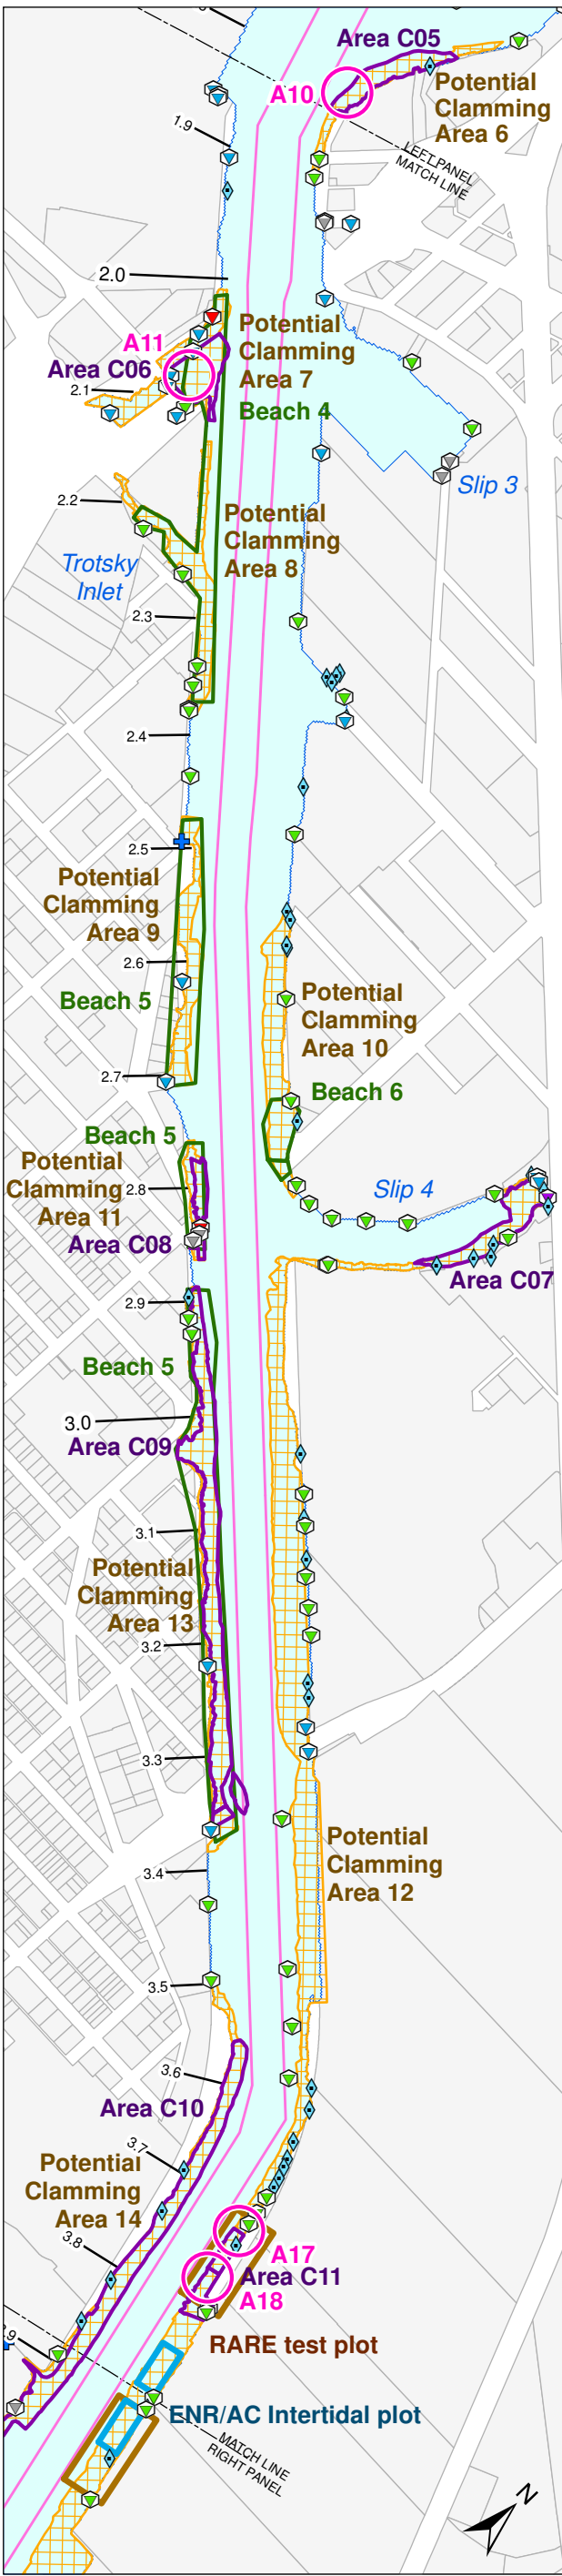 Area C05
A10
Potential
Clamming
Area 6
1.9
LEFT PANEL
MATCH LINE
2.0
Potential
Clamming
Area 7
A11
Area C06
2.1
Beach 4
Slip 3
2.2
Potential
Clamming
Area 8
Trotsky
Inlet
2.3
2.4
2.5
Potential
Clamming
Area 9
2.6
Beach 5
Potential
Clamming
Area 10
2.7
Beach 6
Beach 5
Potential
Clamming
Area 11
2.8
Slip 4
Area C08
Area C07
2.9
Beach 5
3.0
Area C09
3.1
Potential
Clamming
Area 13
3.2
3.3
Potential
Clamming
Area 12
3.4
3.5
3.6
Area C10
3.7
Potential
Clamming
Area 14
3.8
A17
Area C11
A18
.9
RARE test plot
ENR/AC Intertidal plot
MATCH LINE
RIGHT PANEL
N